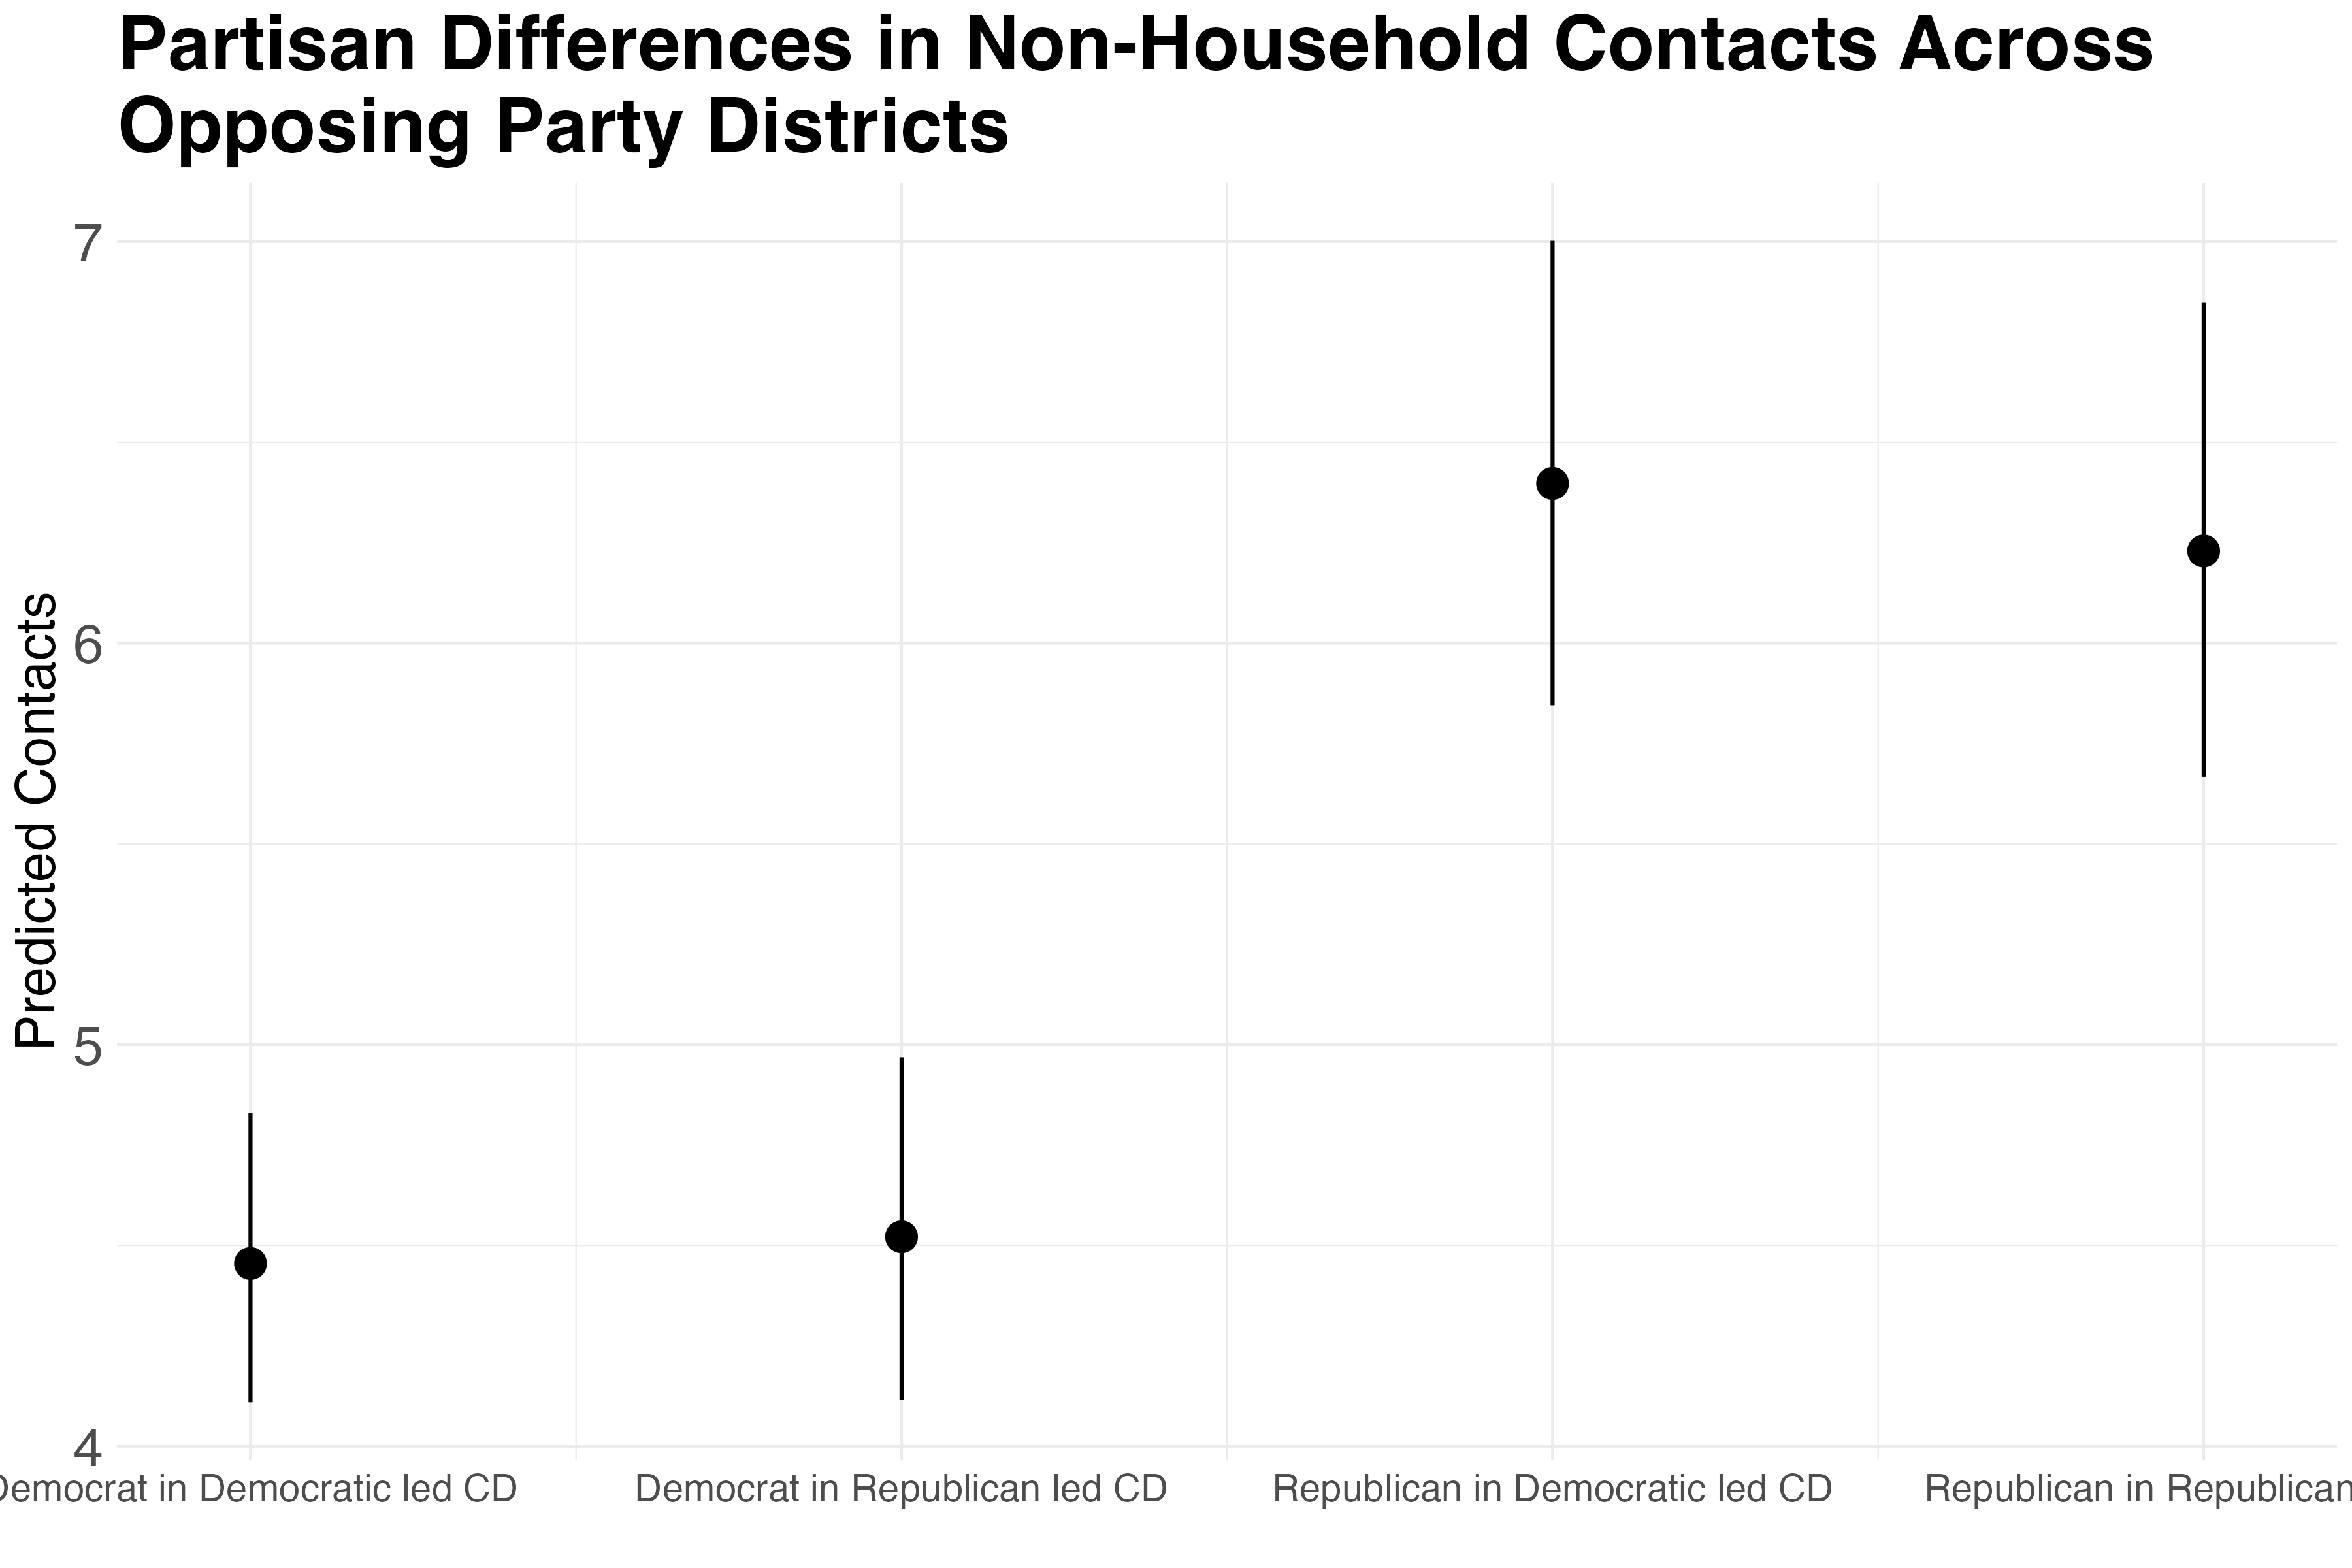 Partisan Differences in Non-Household Contacts Across
Opposing Party Districts
Predicted Contacts
7
6
5
4
Democrat in Democratic led CD
Democrat in Republican led CD
Republican in Democratic led CD
Republican in Republican